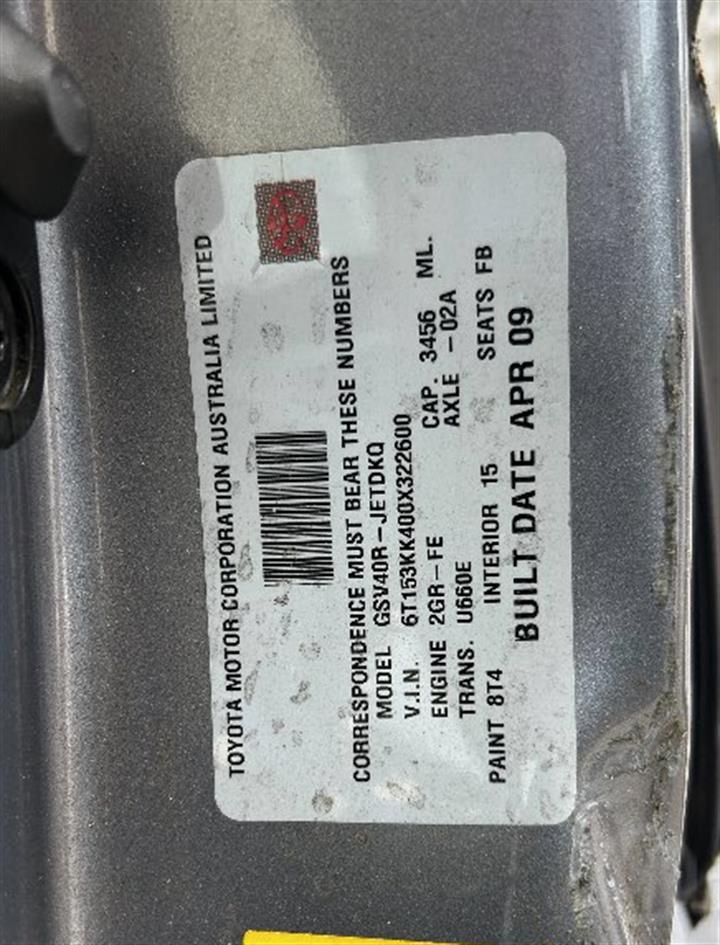 TOYOTA MOTOR CORPORATION AUSTRALIA LIMITED
CORRESPONDENCE MUST BEAR THESE NUMBERS
MODEL GSV40R-JETDKQ
V.I.N. 6T153KK400X322600
ENGINE 2GR-FE CAP. 3456 ML.
TRANS. U660E AXLE -02A
PAINT 8T4 INTERIOR 15 SEATS FB
BUILT DATE APR 09